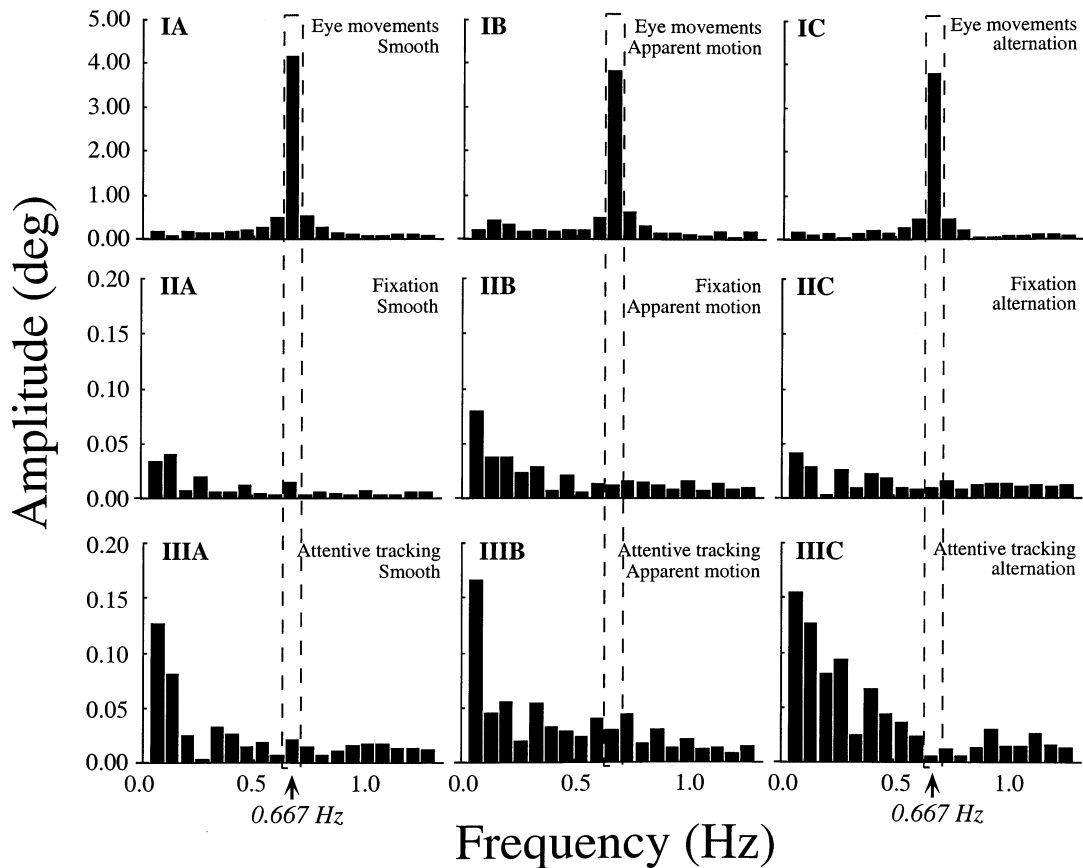 5.00
4.00
3.00
2.00
1.00
0.00
IA
Eye movements
Smooth
IB
Eye movements
Apparent motion
IC
Eye movements
alternation
0.20
0.15
0.10
0.05
0.00
IIA
Fixation
Smooth
IIB
Fixation
Apparent motion
IIC
Fixation
alternation
0.20
0.15
0.10
0.05
0.00
IIIA
Attentive tracking
Smooth
IIIB
Attentive tracking
Apparent motion
IIIC
Attentive tracking
alternation
Amplitude (deg)
0.0 0.5 1.0
0.0 0.5 1.0
0.0 0.5 1.0
0.667 Hz
0.667 Hz
Frequency (Hz)